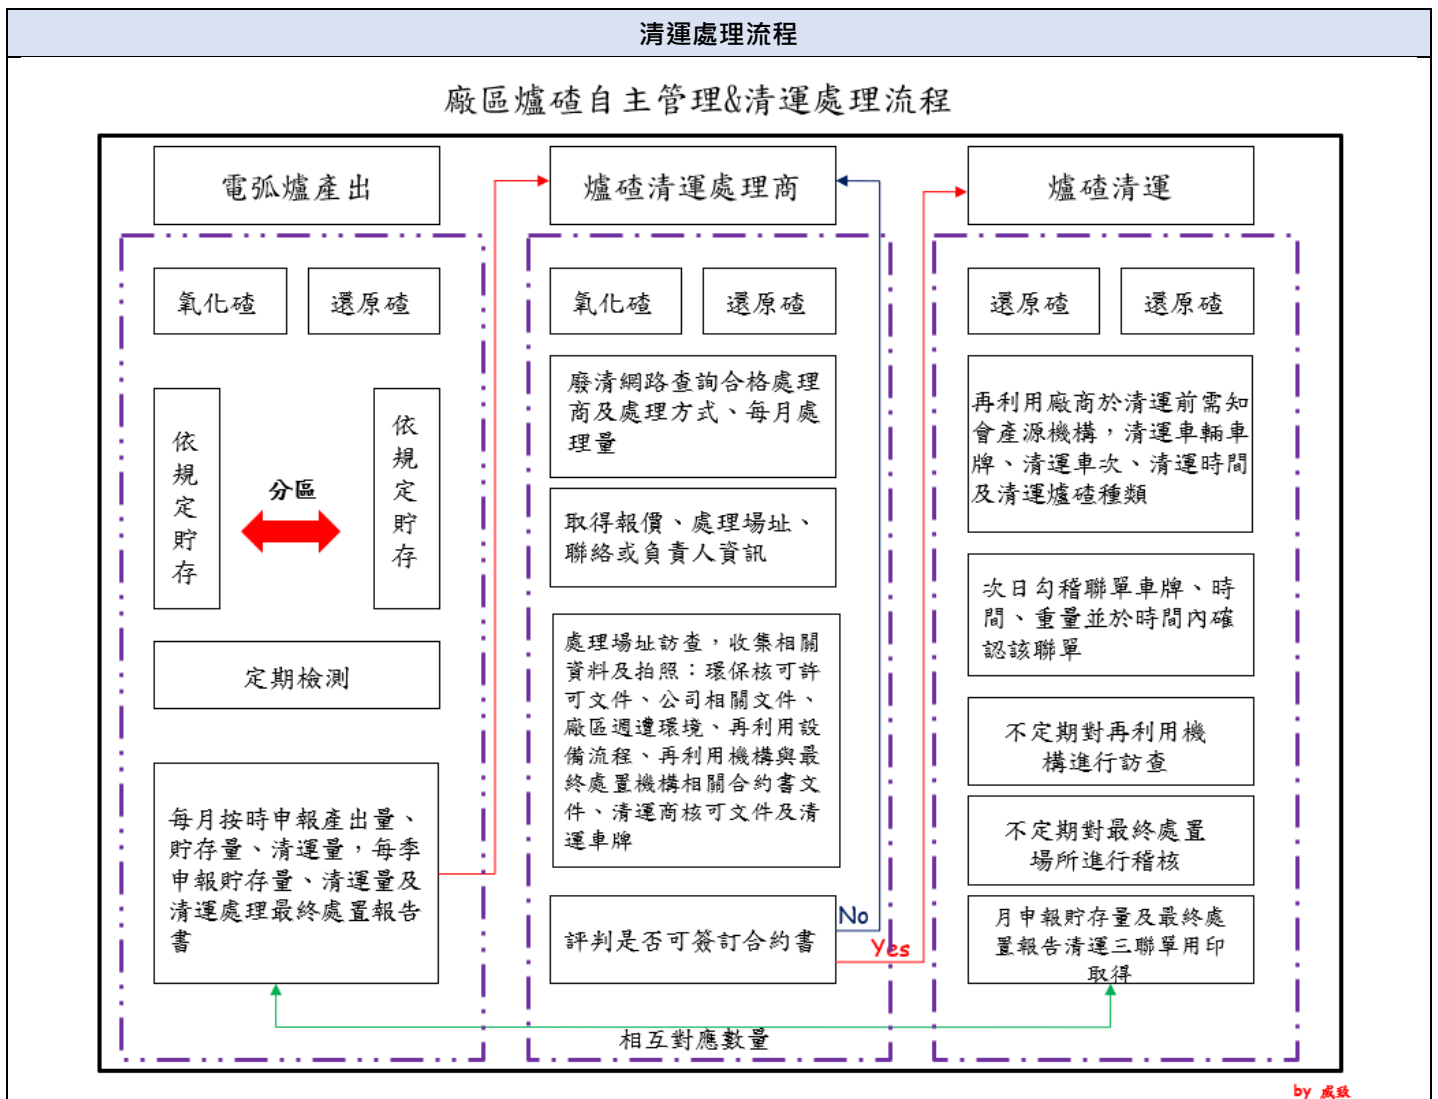 清運處理流程
廠區爐碴自主管理&清運處理流程
電弧爐產出
氧化碴
還原碴
依規定貯存
分區
依規定貯存
定期檢測
每月按時申報產出量、
貯存量、清運量，每季
申報貯存量、清運量及
清運處理最終處置報告
書
爐碴清運處理商
氧化碴
還原碴
廢清網路查詢合格處理
商及處理方式、每月處
理量
取得報價、處理場址、
聯絡或負責人資訊
處理場址訪查，收集相關
資料及拍照：環保核可許
可文件、公司相關文件、
廠區週遭環境、再利用設
備流程、再利用機構與最
終處置機構相關合約書文
件、清運商核可文件及清
運車牌
評判是否可簽訂合約書
No
Yes
爐碴清運
還原碴
還原碴
再利用廠商於清運前需知
會產源機構，清運車輛車
牌、清運車次、清運時間
及清運爐碴種類
次日勾稽聯單車牌、時
間、重量並於時間內確
認該聯單
不定期對再利用機
構進行訪查
不定期對最終處置
場所進行稽核
月申報貯存量及最終處
置報告清運三聯單用印
取得
相互對應數量
by 威致